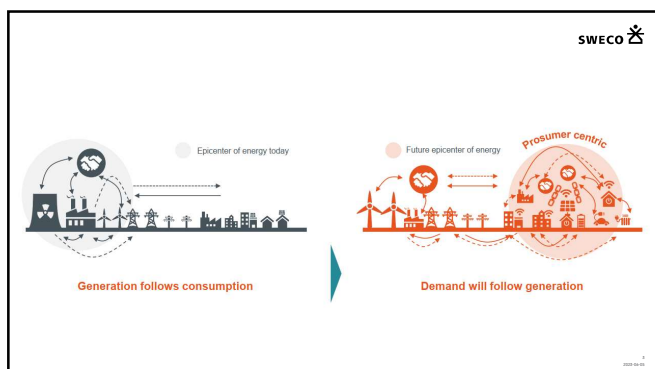 SWECO
Epicenter of energy today
Future epicenter of energy
Prosumer centric
Generation follows consumption
Demand will follow generation